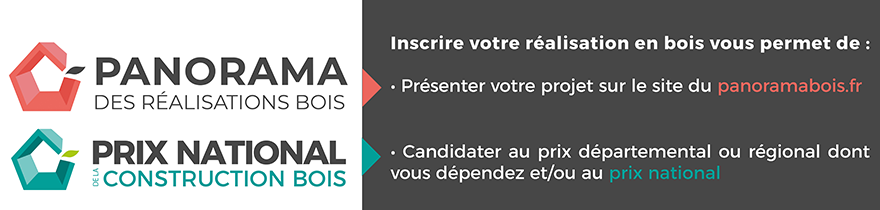 PANORAMA
DES RÉALISATIONS BOIS
PRIX NATIONAL
DE LA CONSTRUCTION BOIS
Inscrire votre réalisation en bois vous permet de :
• Présenter votre projet sur le site du panoramabois.fr
• Candidater au prix départemental ou régional dont
vous dépendez et/ou au prix national